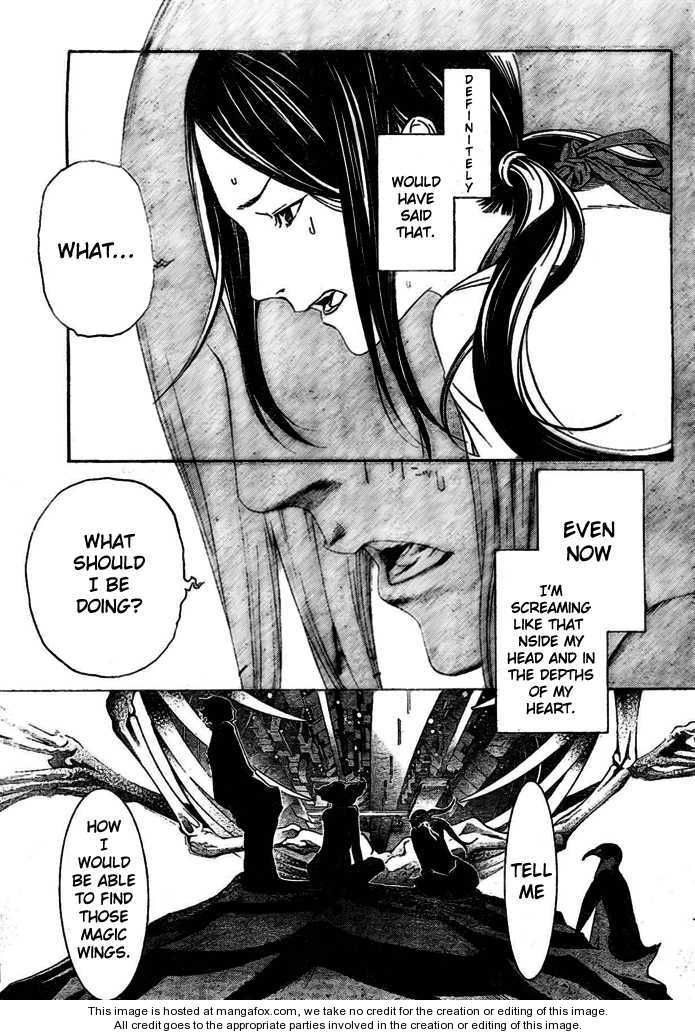 DEFINITELY
WOULD
HAVE
SAID
THAT.
WHAT...
EVEN
NOW
I'M
SCREAMING
LIKE THAT
NSIDE MY
HEAD AND IN
THE DEPTHS
OF MY
HEART.
WHAT
SHOULD
I BE
DOING?
TELL
ME
HOW
I
WOULD
BE ABLE
TO FIND
THOSE
MAGIC
WINGS.
This image is hosted at mangafox.com, we take no credit for the creation or editing of this image.
All credit goes to the appropriate parties involved in the creation or editing of this image.